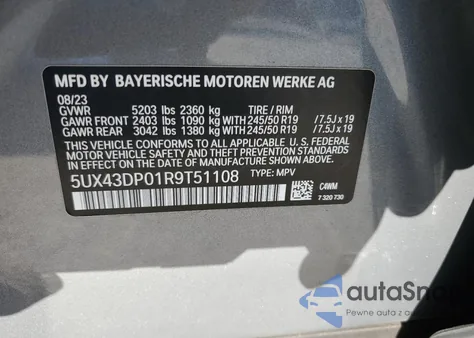 MFD BY BAYERISCHE MOTOREN WERKE AG
08/23
GVWR 5203 lbs 2360 kg TIRE / RIM
GAWR FRONT 2403 lbs 1090 kg WITH 245/50 R19 / 7.5J x 19
GAWR REAR 3042 lbs 1380 kg WITH 245/50 R19 / 7.5J x 19
THIS VEHICLE CONFORMS TO ALL APPLICABLE
FEDERAL MOTOR VEHICLE SAFETY, BUMPER,
AND THEFT PREVENTION STANDARDS IN EFFECT
ON THE DATE OF MANUFACTURE SHOWN ABOVE
5UX43DP01R9T51108 TYPE: MPV
C4WM
7 320 730
autaSnap
Pewne auta z